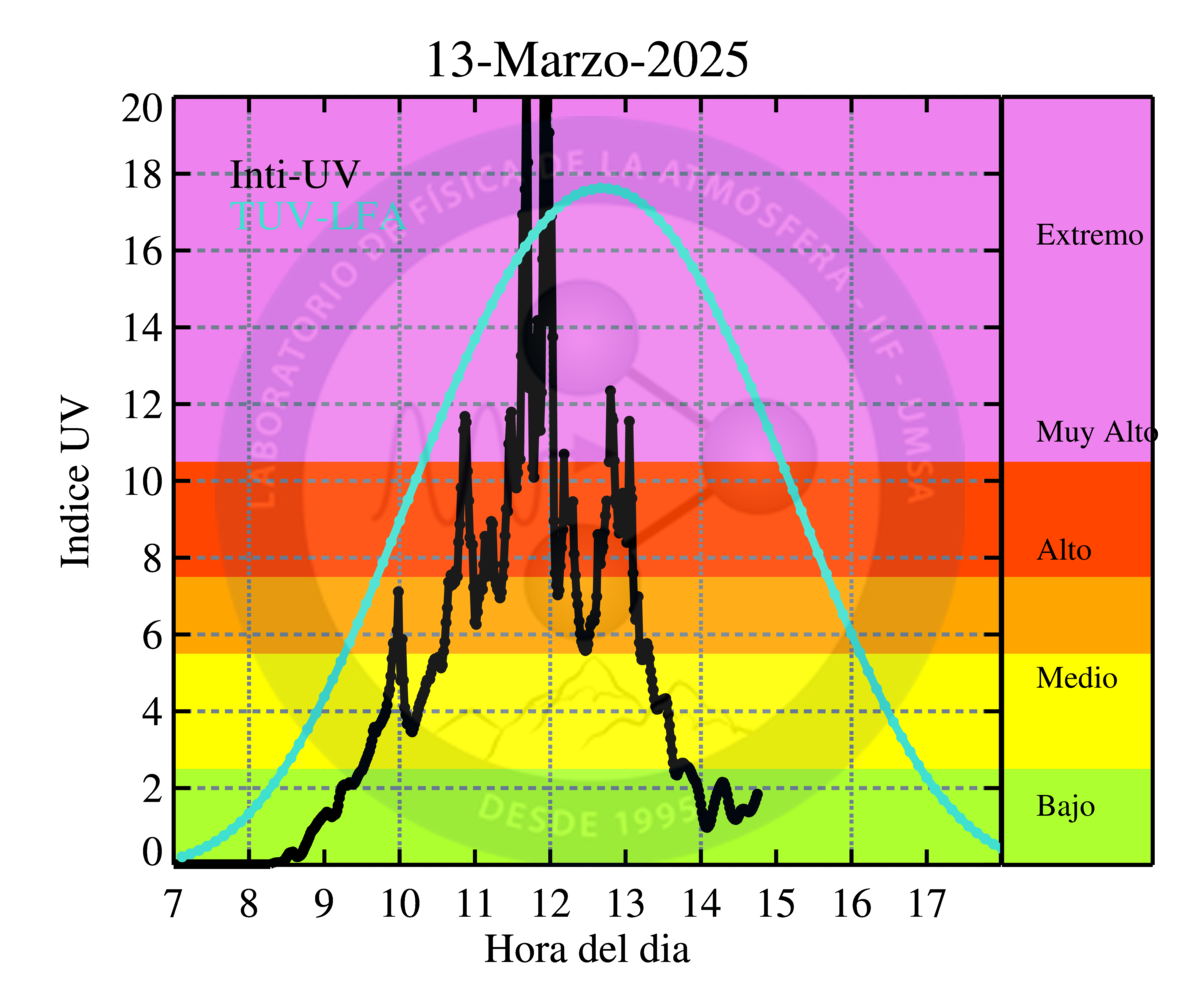 13-Marzo-2025
Indice UV
20
18
16
14
12
10
8
6
4
2
0
Inti-UV
TUV-LFA
LABORATORIO DE FÍSICA DE LA ATMÓSFERA - IIF - UMSA
DESDE 1995
Extremo
Muy Alto
Alto
Medio
Bajo
7 8 9 10 11 12 13 14 15 16 17
Hora del dia